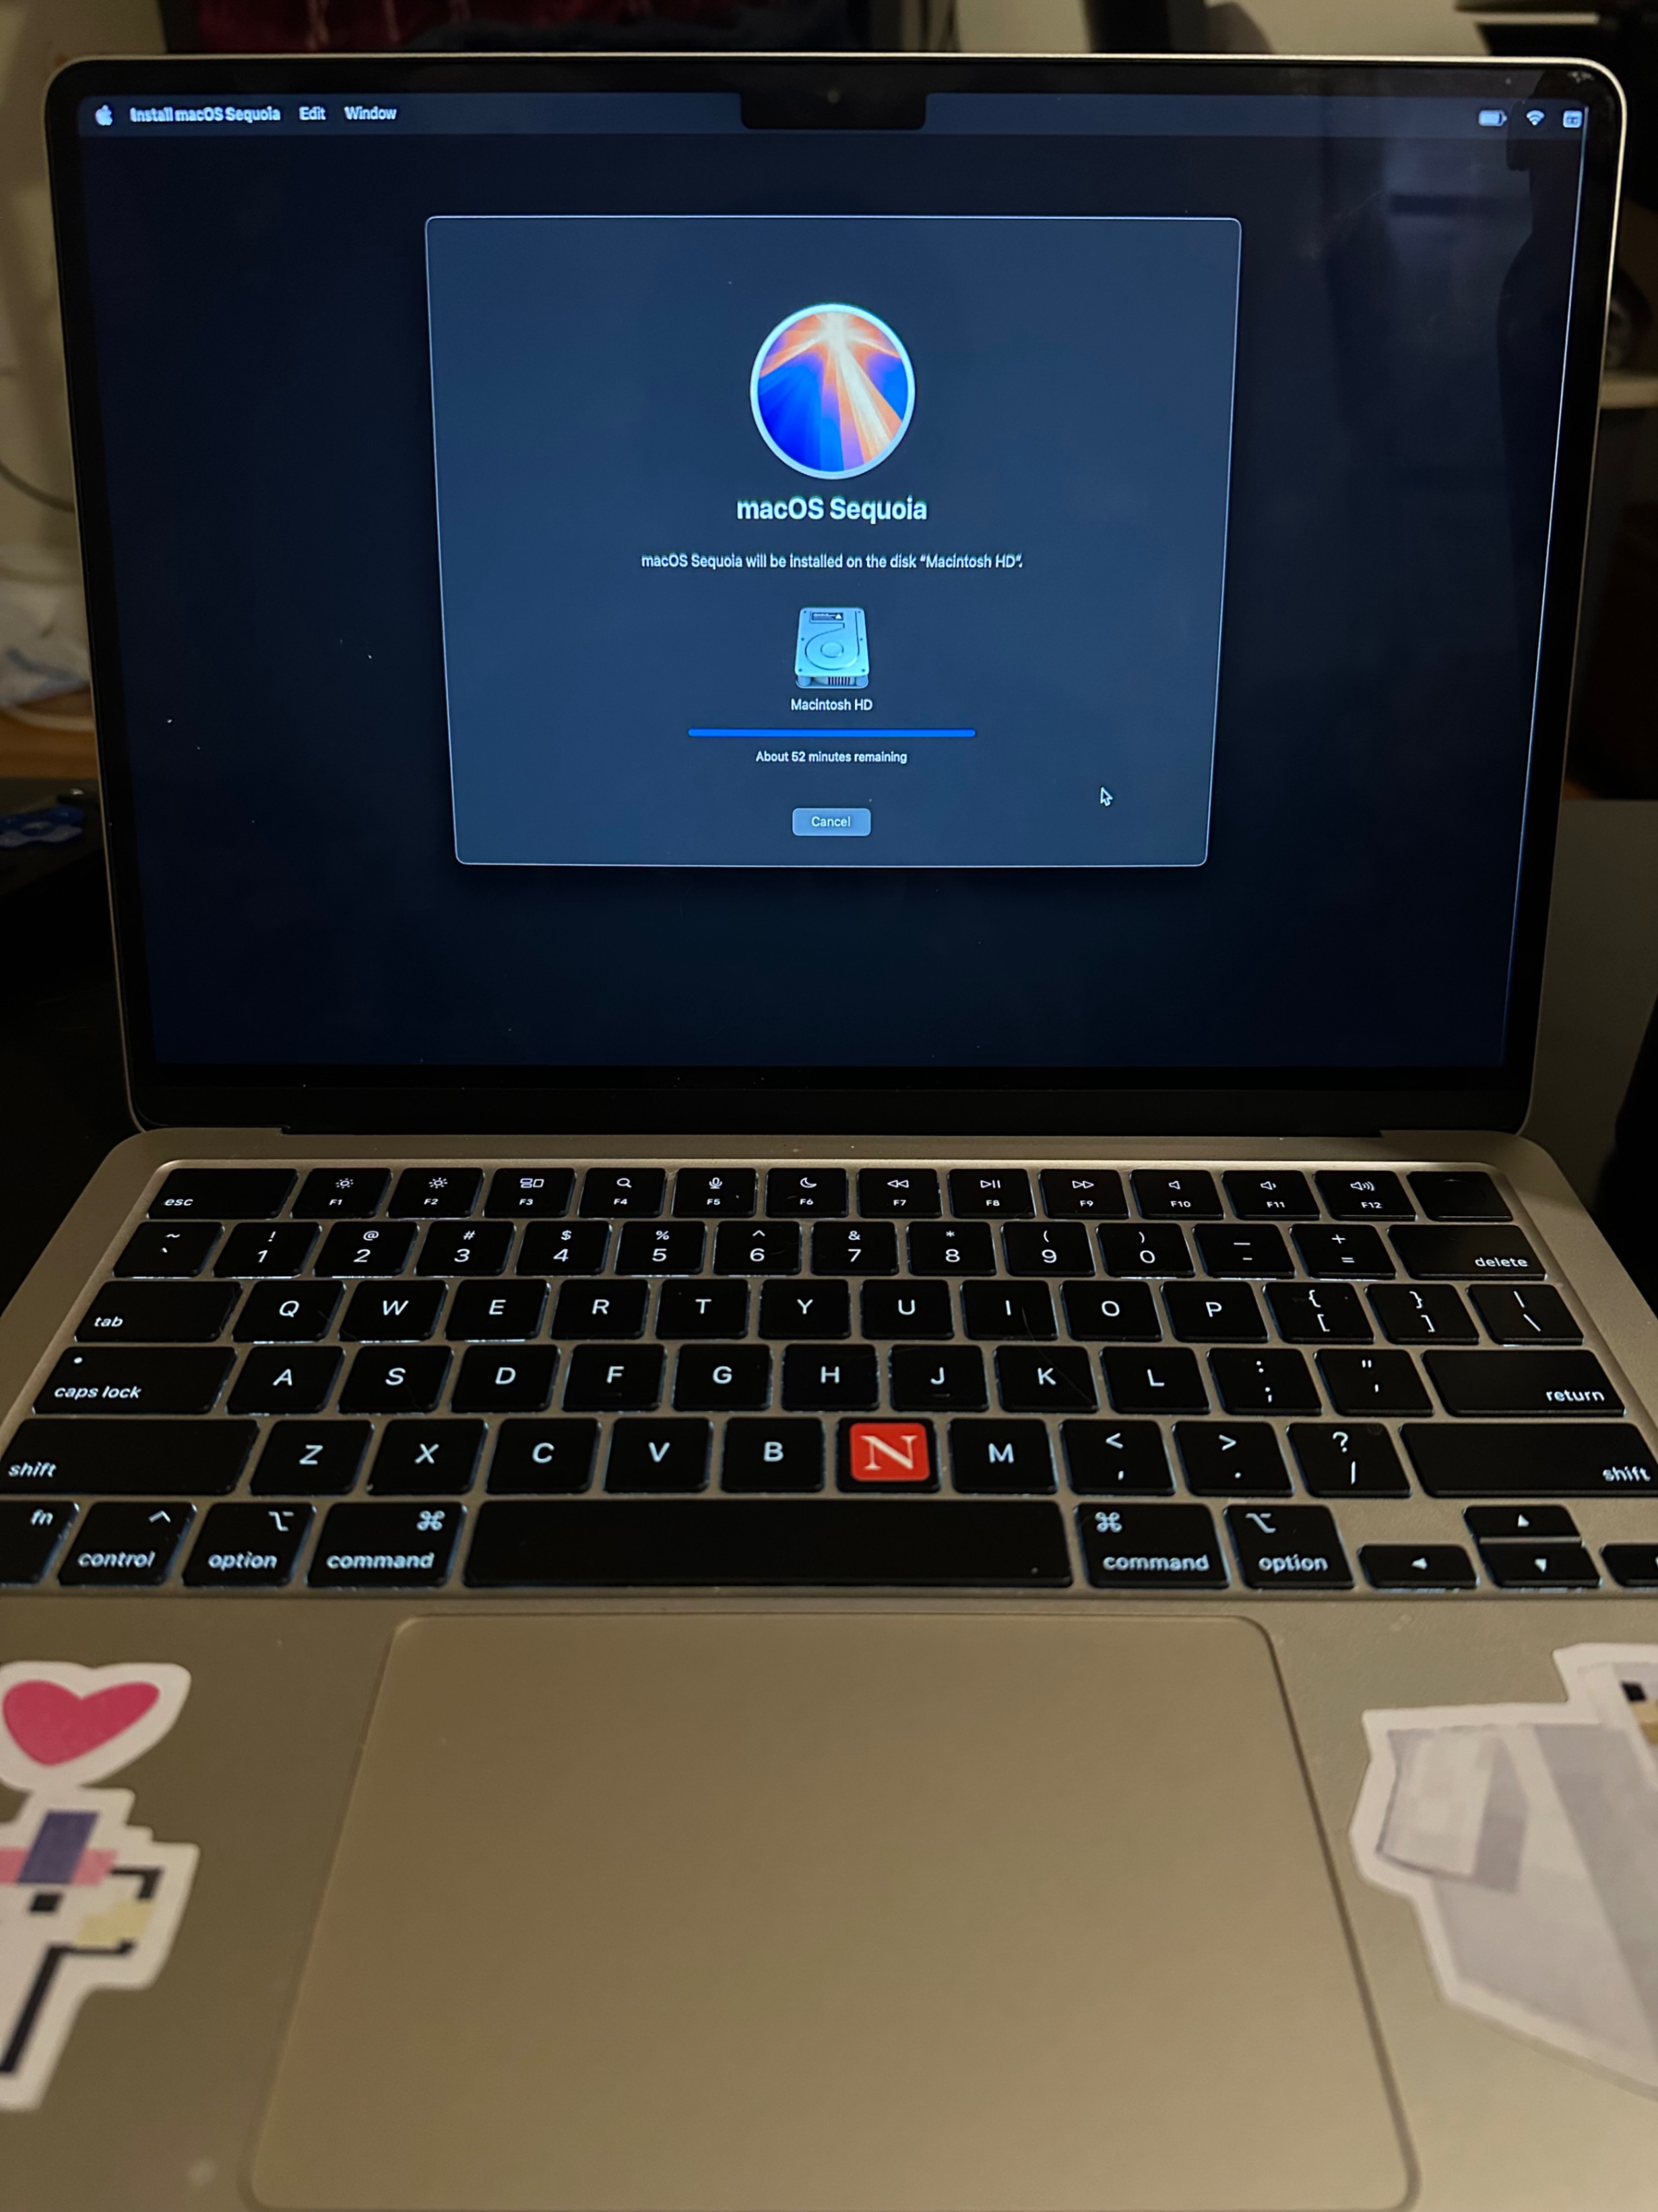 Install macOS Sequoia Edit Window
macOS Sequoia
macOS Sequoia will be installed on the disk “Macintosh HD”.
Macintosh HD
About 52 minutes remaining
Cancel
esc F1 F2 F3 F4 F5 F6 F7 F8 F9 F10 F11 F12
~ ! @ # $ % ^ & * ( ) — +
` 1 2 3 4 5 6 7 8 9 0 - = delete
tab Q W E R T Y U I O P { [ } ] | \
caps lock A S D F G H J K L : ; " ' return
shift Z X C V B N M < , > . ? / shift
fn control option command command option